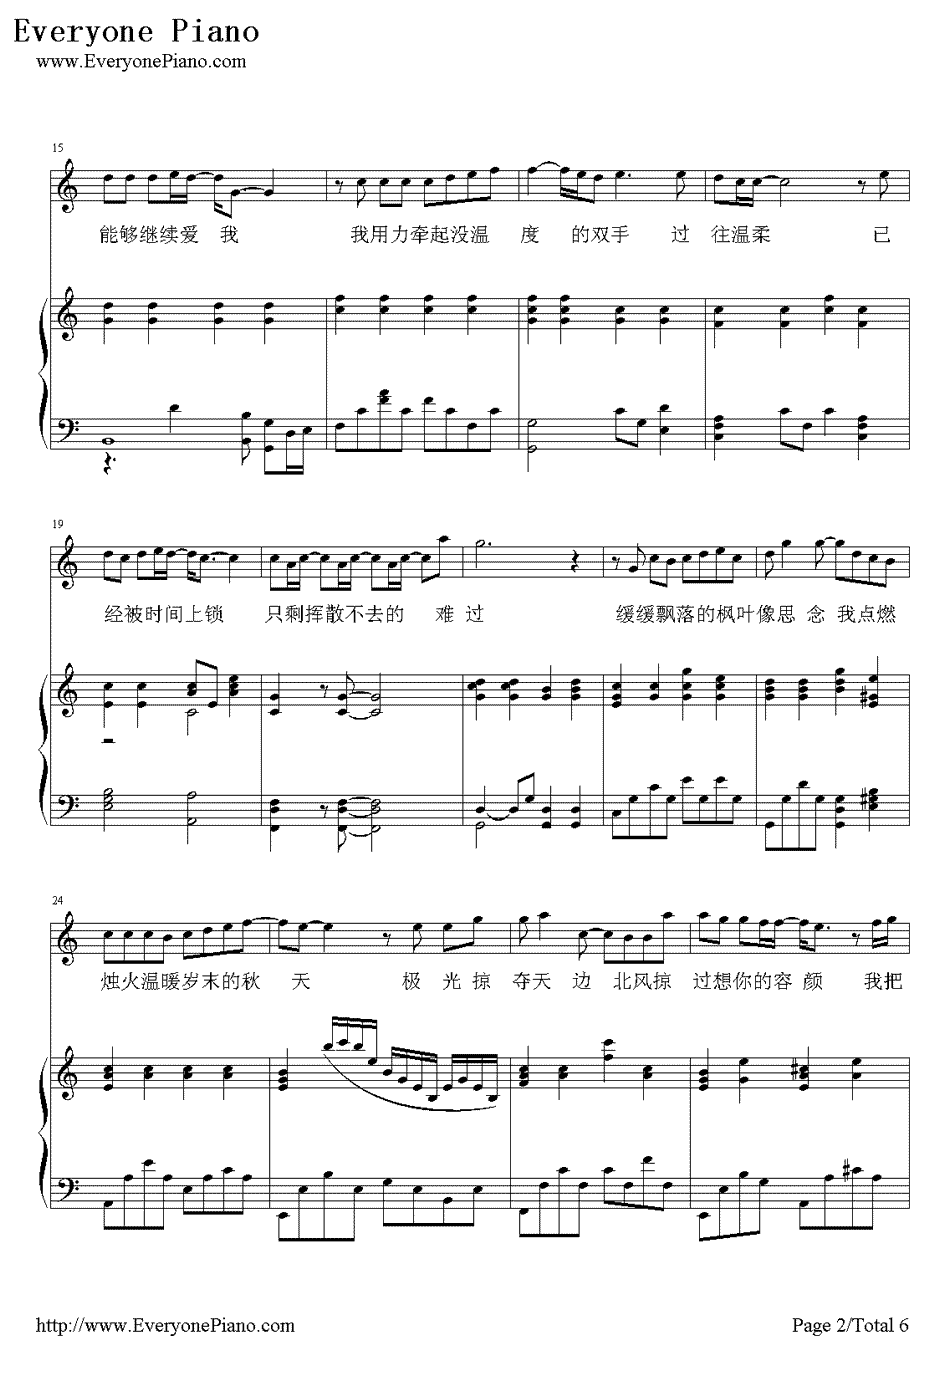 Everyone Piano
www.EveryonePiano.com
15
能够继续爱 我 我用力牵起没温 度 的双手 过 往温柔 已
19
经被时间上锁 只剩挥散不去的 难过 缓缓飘落的枫叶像思 念 我点燃
24
烛火温暖岁末的秋 天 极 光 掠 夺天 边 北风掠 过想你的容 颜 我把
http://www.EveryonePiano.com
Page 2/Total 6